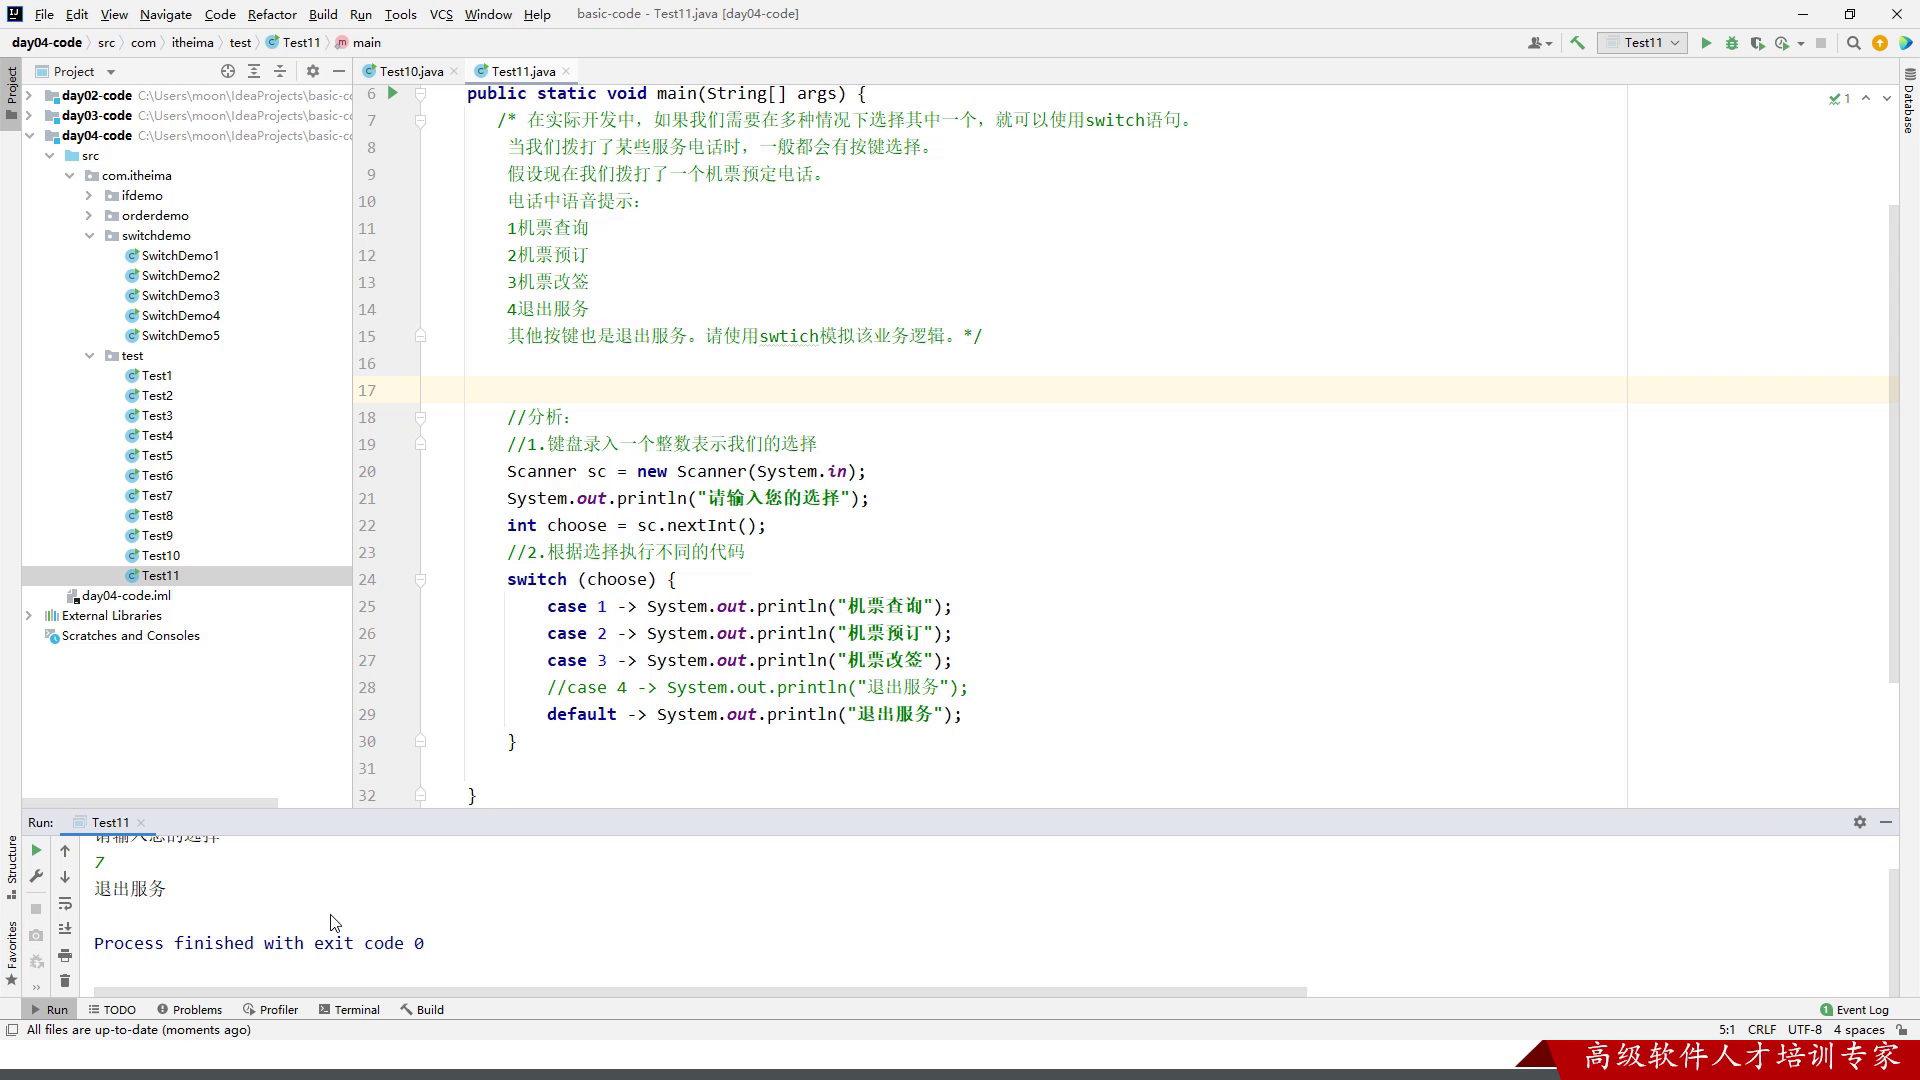 File Edit View Navigate Code Refactor Build Run Tools VCS Window Help basic-code - Test11.java [day04-code]
day04-code src com itheima test Test11 main
Test11
Project
Test10.java
Test11.java
Project
day02-code C:\Users\moon\IdeaProjects\basic-cc
day03-code C:\Users\moon\IdeaProjects\basic-cc
day04-code C:\Users\moon\IdeaProjects\basic-cc
src
com.itheima
ifdemo
orderdemo
switchdemo
SwitchDemo1
SwitchDemo2
SwitchDemo3
SwitchDemo4
SwitchDemo5
test
Test1
Test2
Test3
Test4
Test5
Test6
Test7
Test8
Test9
Test10
Test11
day04-code.iml
External Libraries
Scratches and Consoles
6 public static void main(String[] args) {
7 /* 在实际开发中，如果我们需要在多种情况下选择其中一个，就可以使用switch语句。
8 当我们拨打了某些服务电话时，一般都会有按键选择。
9 假设现在我们拨打了一个机票预定电话。
10 电话中语音提示：
11 1机票查询
12 2机票预订
13 3机票改签
14 4退出服务
15 其他按键也是退出服务。请使用swtich模拟该业务逻辑。*/
16
17
18 //分析：
19 //1.键盘录入一个整数表示我们的选择
20 Scanner sc = new Scanner(System.in);
21 System.out.println("请输入您的选择");
22 int choose = sc.nextInt();
23 //2.根据选择执行不同的代码
24 switch (choose) {
25 case 1 -> System.out.println("机票查询");
26 case 2 -> System.out.println("机票预订");
27 case 3 -> System.out.println("机票改签");
28 //case 4 -> System.out.println("退出服务");
29 default -> System.out.println("退出服务");
30 }
31
32 }
1
Database
Run: Test11
请输入您的选择
7
退出服务
Process finished with exit code 0
Structure
Favorites
Run TODO Problems Profiler Terminal Build 1 Event Log
All files are up-to-date (moments ago) 5:1 CRLF UTF-8 4 spaces
高级软件人才培训专家